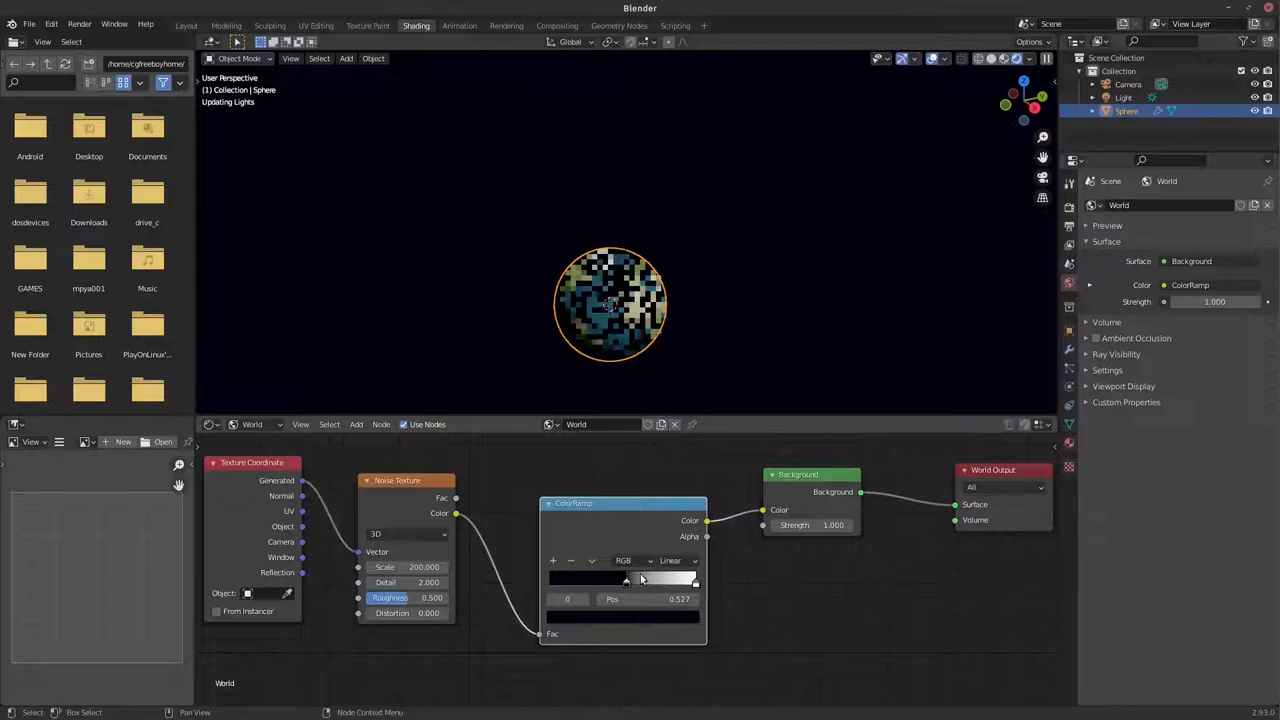 Blender
File Edit Render Window Help Layout Modeling Sculpting UV Editing Texture Paint Shading Animation Rendering Compositing Geometry Nodes Scripting Scene View Layer
View Select Global Options
/home/cgfreeboyhome/ Object Mode View Select Add Object
User Perspective
(1) Collection | Sphere
Updating Lights
Scene Collection
Collection
Camera
Light
Sphere
Android Desktop Documents
dosdevices Downloads drive_c
GAMES mpya001 Music
New Folder Pictures PlayOnLinux'...
X Y Z
Scene World
World
Preview
Surface
Surface Background
Color ColorRamp
Strength 1.000
Volume
Ambient Occlusion
Ray Visibility
Settings
Viewport Display
Custom Properties
World View Select Add Node Use Nodes World
View New Open
Texture Coordinate
Generated
Normal
UV
Object
Camera
Window
Reflection
Object:
From Instancer
Noise Texture
Fac
Color
3D
Vector
Scale 200.000
Detail 2.000
Roughness 0.500
Distortion 0.000
ColorRamp
Color
Alpha
RGB Linear
0 Pos 0.527
Fac
Background
Background
Color
Strength 1.000
World Output
All
Surface
Volume
World
Select Box Select Pan View Node Context Menu 2.93.0